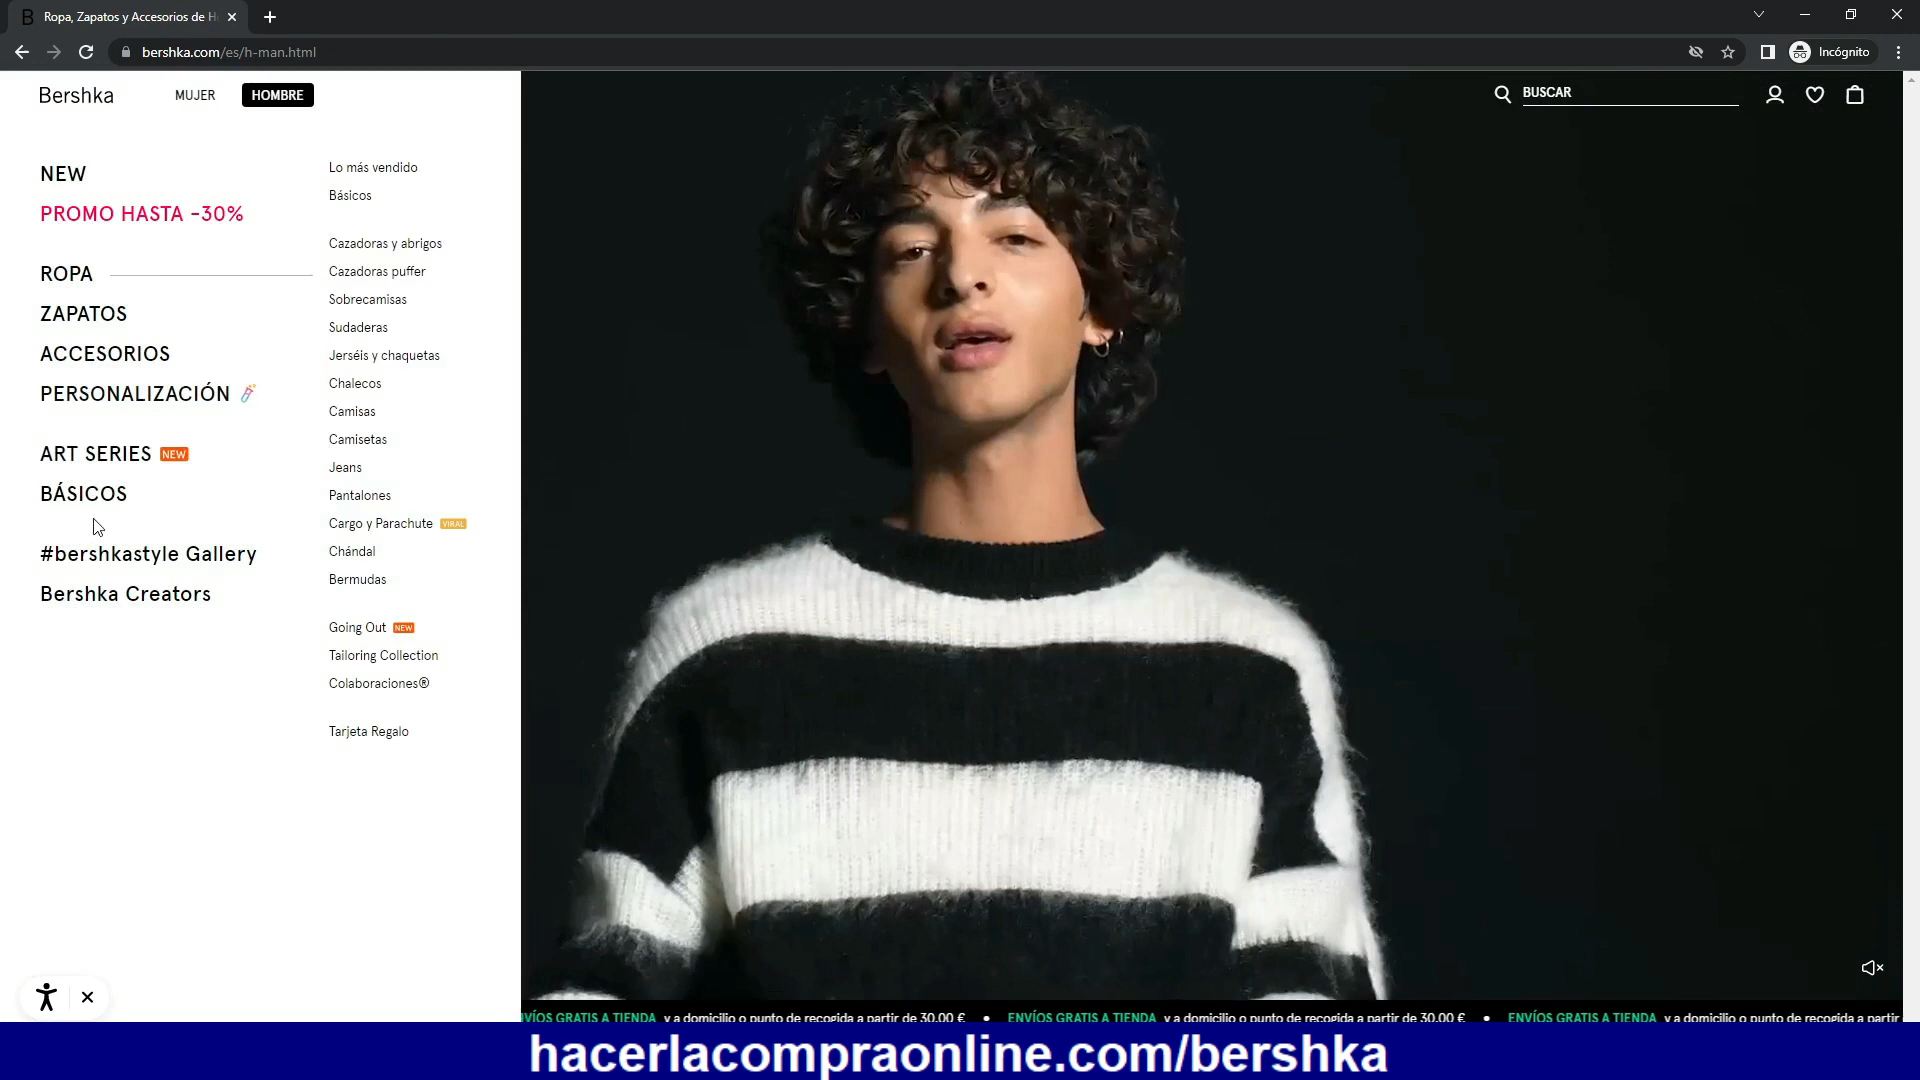 Ropa, Zapatos y Accesorios de H
bershka.com/es/h-man.html
Incógnito
Bershka
MUJER
HOMBRE
BUSCAR
NEW
PROMO HASTA -30%
ROPA
ZAPATOS
ACCESORIOS
PERSONALIZACIÓN
ART SERIES NEW
BÁSICOS
#bershkastyle Gallery
Bershka Creators
Lo más vendido
Básicos
Cazadoras y abrigos
Cazadoras puffer
Sobrecamisas
Sudaderas
Jerséis y chaquetas
Chalecos
Camisas
Camisetas
Jeans
Pantalones
Cargo y Parachute VIRAL
Chándal
Bermudas
Going Out NEW
Tailoring Collection
Colaboraciones®
Tarjeta Regalo
VÍOS GRATIS A TIENDA y a domicilio o punto de recogida a partir de 30,00 € • ENVÍOS GRATIS A TIENDA y a domicilio o punto de recogida a partir de 30,00 € • ENVÍOS GRATIS A TIENDA y a domicilio o punto de recogida a partir
hacerlacompraonline.com/bershka